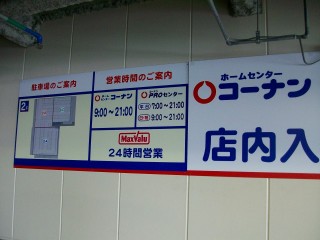 駐車場のご案内
営業時間のご案内
2F
コーナン
9:00~21:00
PROセンター
7:00~21:00
9:00~21:00
MaxValu
24時間営業
ホームセンター
コーナン
店内入